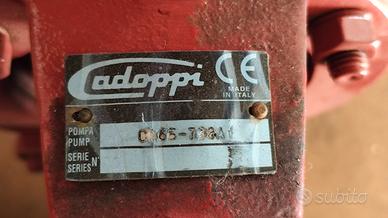 Cadoppi
CE
MADE
IN ITALY
POMPA
PUMP
SERIE
SERIES
N°
subito